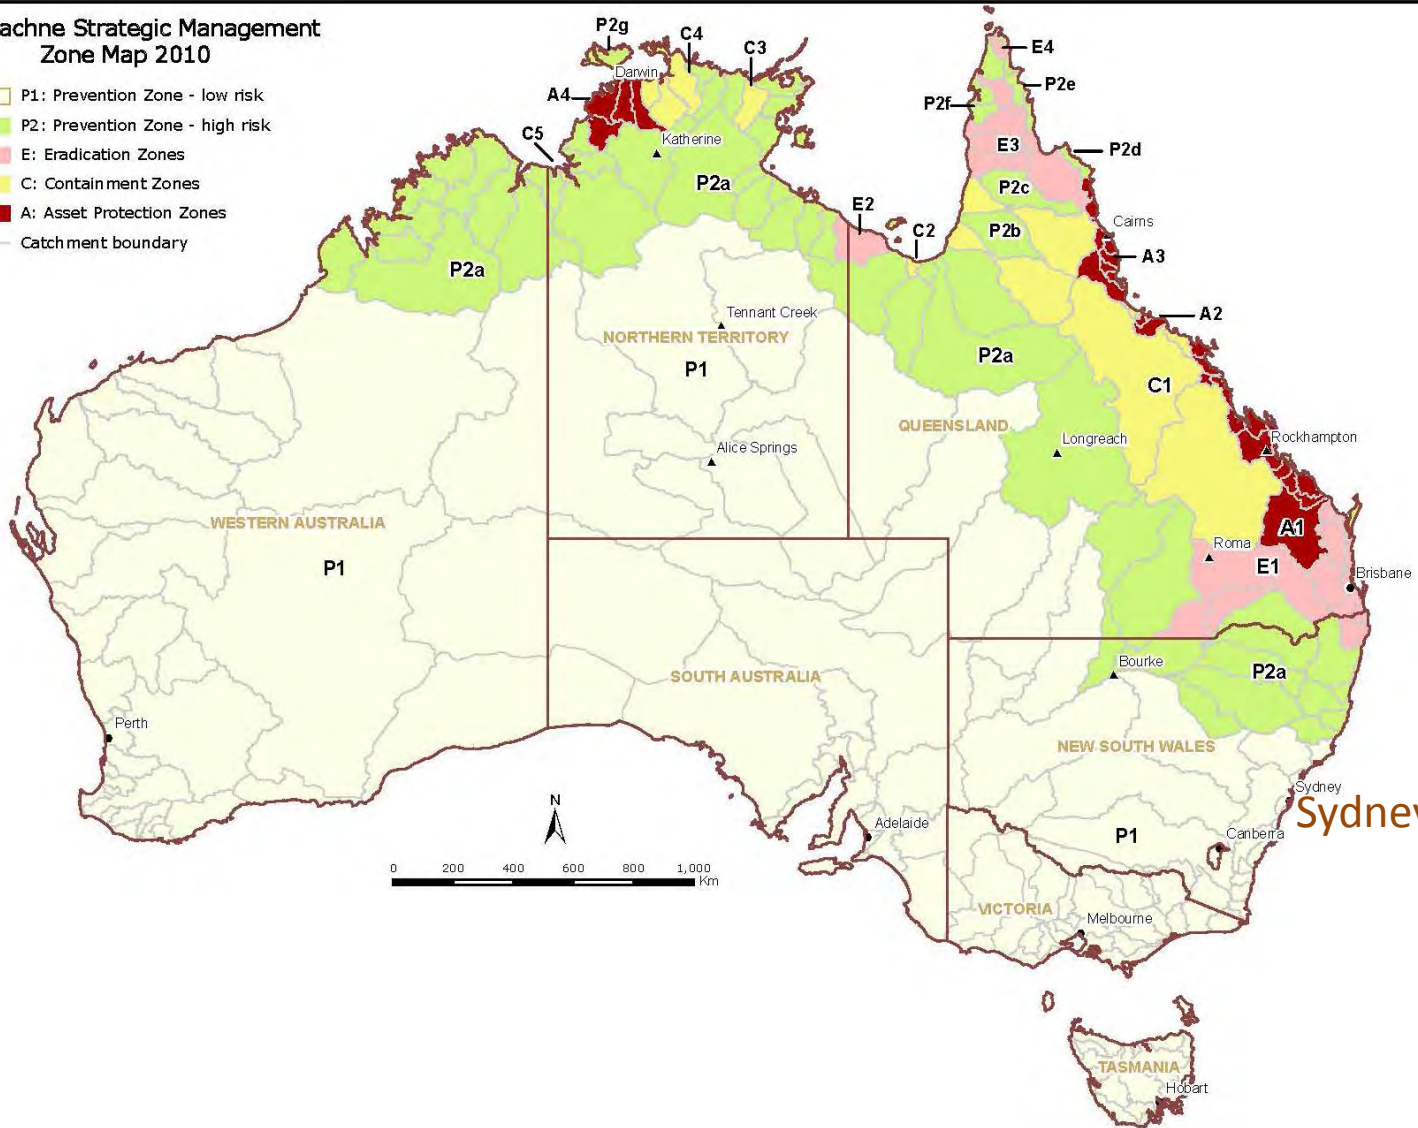 achne Strategic Management
Zone Map 2010
P1: Prevention Zone - low risk
P2: Prevention Zone - high risk
E: Eradication Zones
C: Containment Zones
A: Asset Protection Zones
Catchment boundary
P2g
C4
C3
Darwin
A4
C5
Katherine
P2a
P2a
E4
P2e
P2f
E3
P2d
P2c
E2
C2
P2b
Cairns
A3
A2
Tennant Creek
NORTHERN TERRITORY
P1
P2a
C1
QUEENSLAND
Longreach
Rockhampton
Alice Springs
WESTERN AUSTRALIA
P1
A1
Roma
E1
Brisbane
SOUTH AUSTRALIA
Bourke
P2a
Perth
NEW SOUTH WALES
Sydney
Sydney
N
Adelaide
P1
Canberra
0 200 400 600 800 1,000
Km
VICTORIA
Melbourne
TASMANIA
Hobart